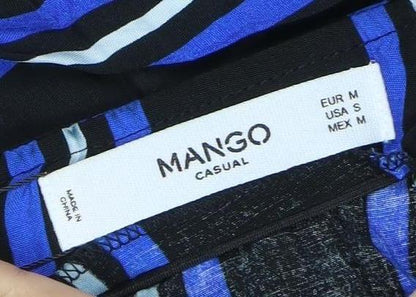 MANGO
CASUAL
EUR M
USA S
MEX M
MADE IN
CHINA